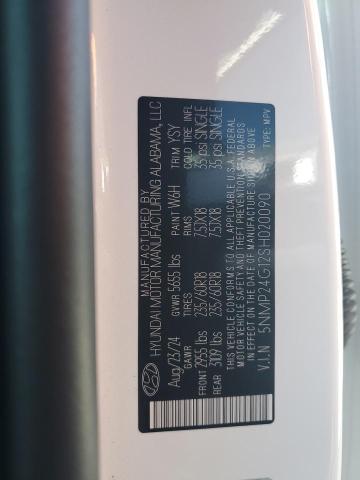 MANUFACTURED BY
HYUNDAI MOTOR MANUFACTURING ALABAMA, LLC
Aug/23/24 GVWR 5655 lbs PAINT W6H TRIM YSY
GAWR TIRES RIMS COLD TIRE INFL
FRONT 2955 lbs 235/60R18 7.50X18 35 PSI SINGLE
REAR 3109 lbs 235/60R18 7.50X18 35 PSI SINGLE
THIS VEHICLE CONFORMS TO ALL APPLICABLE U.S.A FEDERAL
MOTOR VEHICLE SAFETY AND THEFT PREVENTION STANDARDS
IN EFFECT ON THE DATE OF MANUFACTURE SHOWN ABOVE.
V.I.N 5NMP24G12SH020090 TYPE: MPV